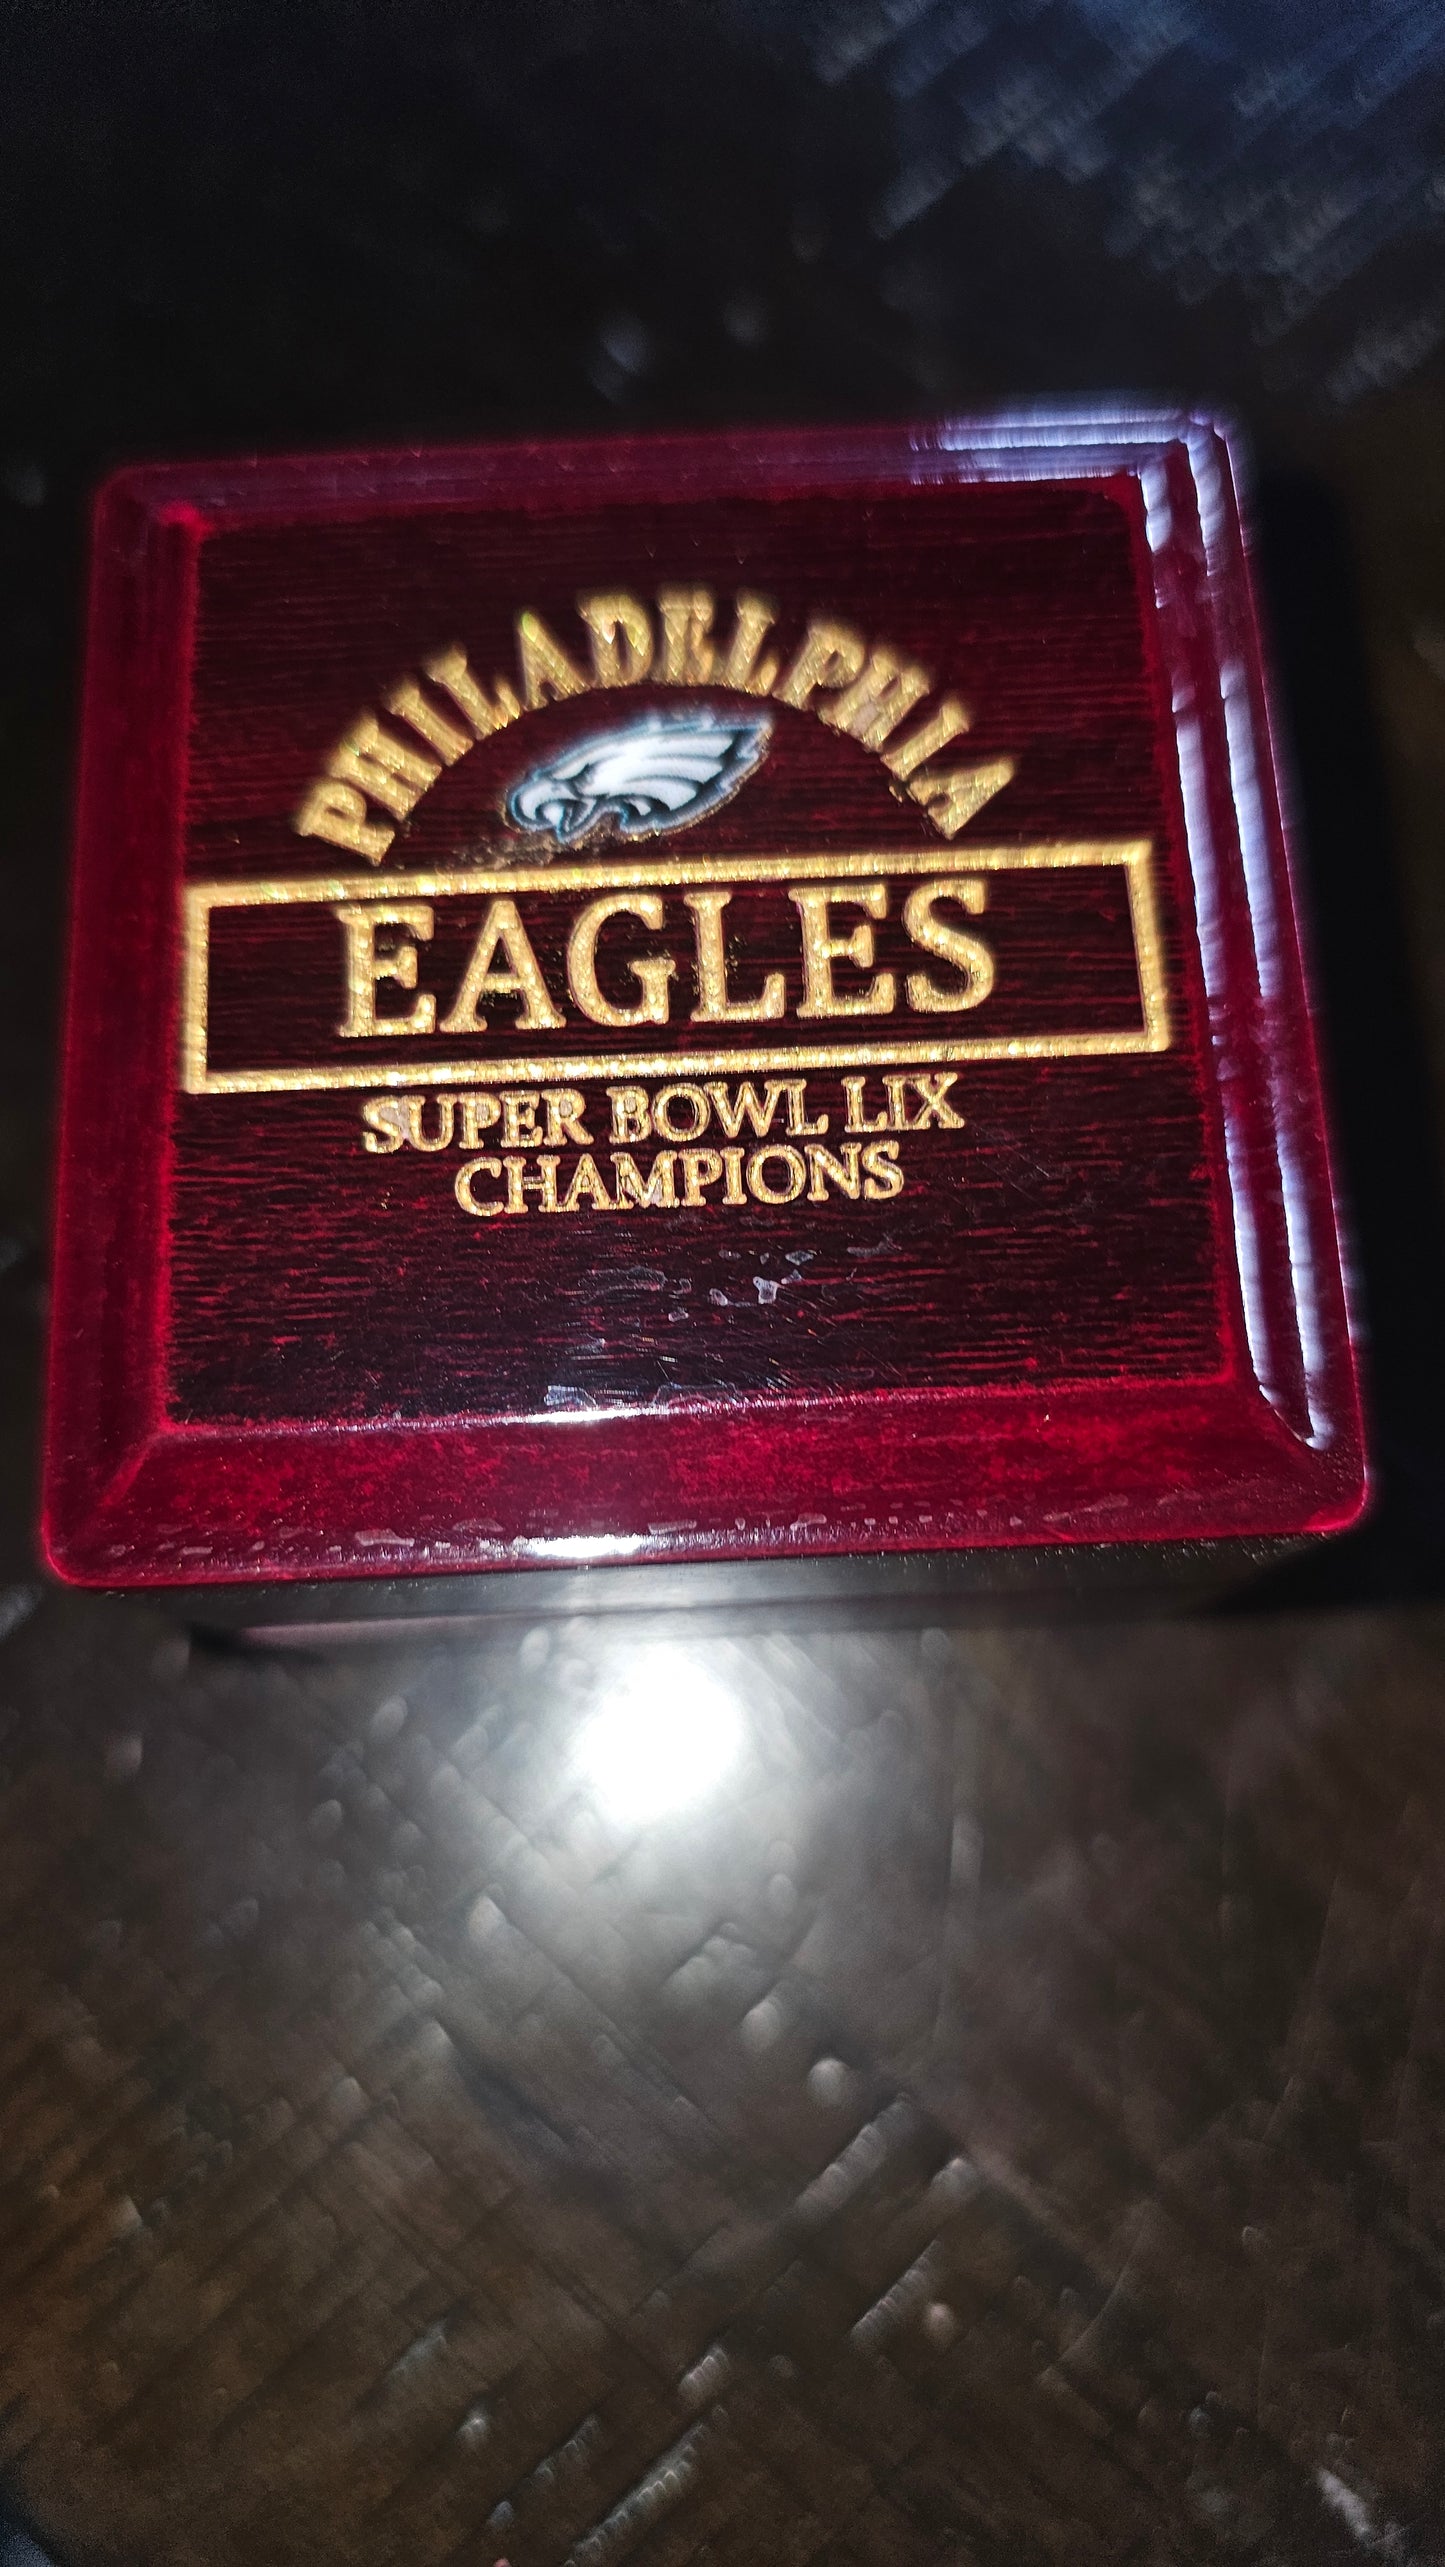 PHILADELPHIA
EAGLES
SUPER BOWL LIX
CHAMPIONS